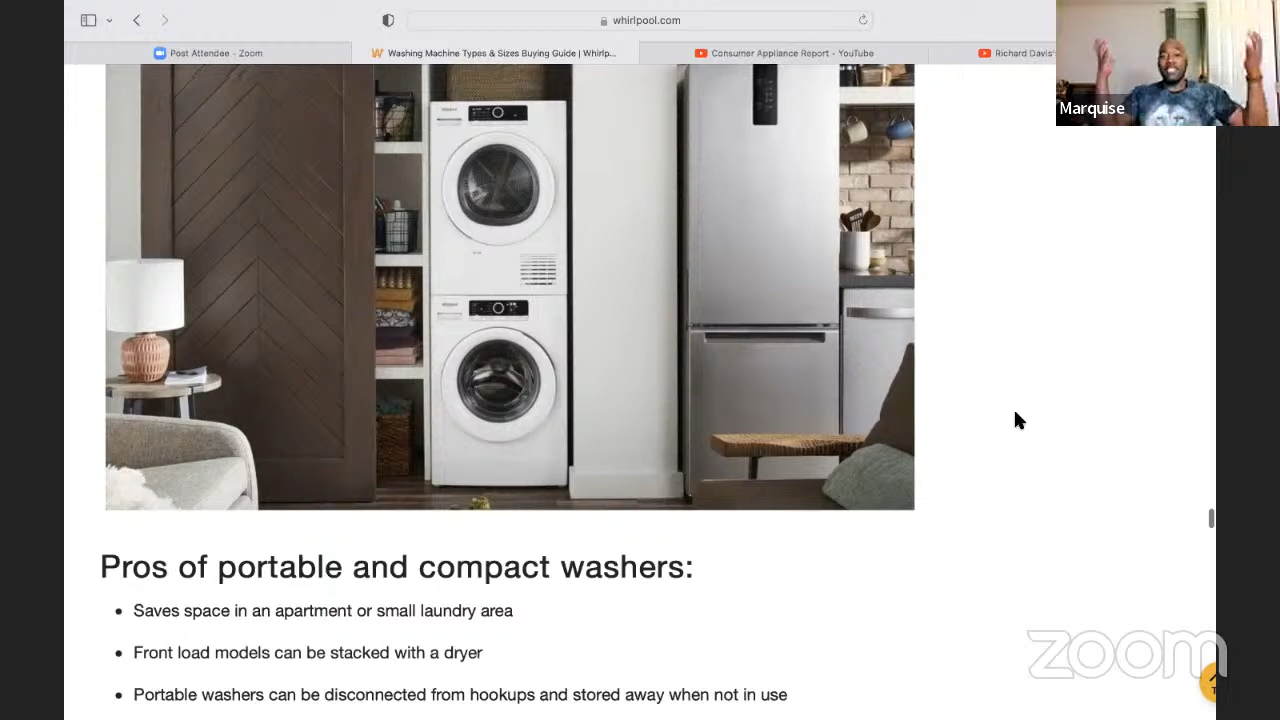 whirlpool.com
Post Attendee - Zoom
Washing Machine Types & Sizes Buying Guide | Whirlp...
Consumer Appliance Report - YouTube
Richard Davis'
Marquise
Pros of portable and compact washers:
Saves space in an apartment or small laundry area
Front load models can be stacked with a dryer
Portable washers can be disconnected from hookups and stored away when not in use
zoom